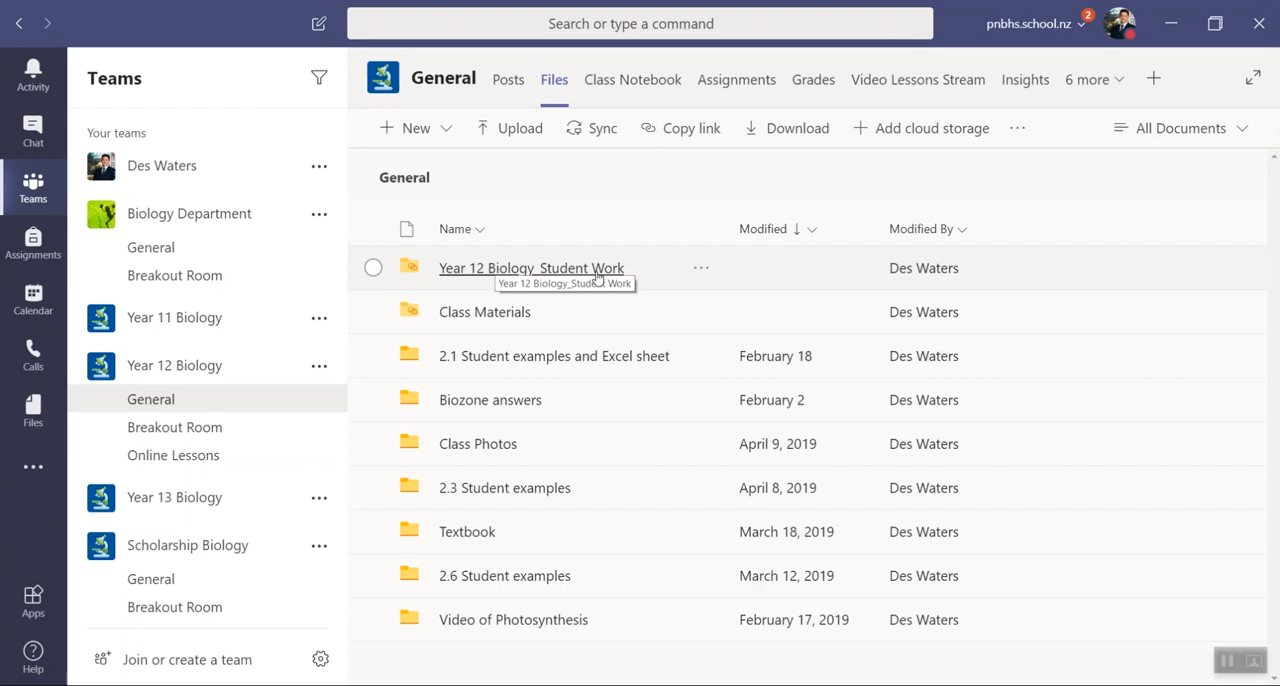 Search or type a command
pnbhs.school.nz
2
Activity
Chat
Teams
Assignments
Calendar
Calls
Files
Apps
Help
Teams
Your teams
Des Waters
Biology Department
General
Breakout Room
Year 11 Biology
Year 12 Biology
General
Breakout Room
Online Lessons
Year 13 Biology
Scholarship Biology
General
Breakout Room
Join or create a team
General Posts Files Class Notebook Assignments Grades Video Lessons Stream Insights 6 more
New Upload Sync Copy link Download Add cloud storage All Documents
General
Name Modified Modified By
Year 12 Biology_Student Work Des Waters
Year 12 Biology_Student Work
Class Materials Des Waters
2.1 Student examples and Excel sheet February 18 Des Waters
Biozone answers February 2 Des Waters
Class Photos April 9, 2019 Des Waters
2.3 Student examples April 8, 2019 Des Waters
Textbook March 18, 2019 Des Waters
2.6 Student examples March 12, 2019 Des Waters
Video of Photosynthesis February 17, 2019 Des Waters